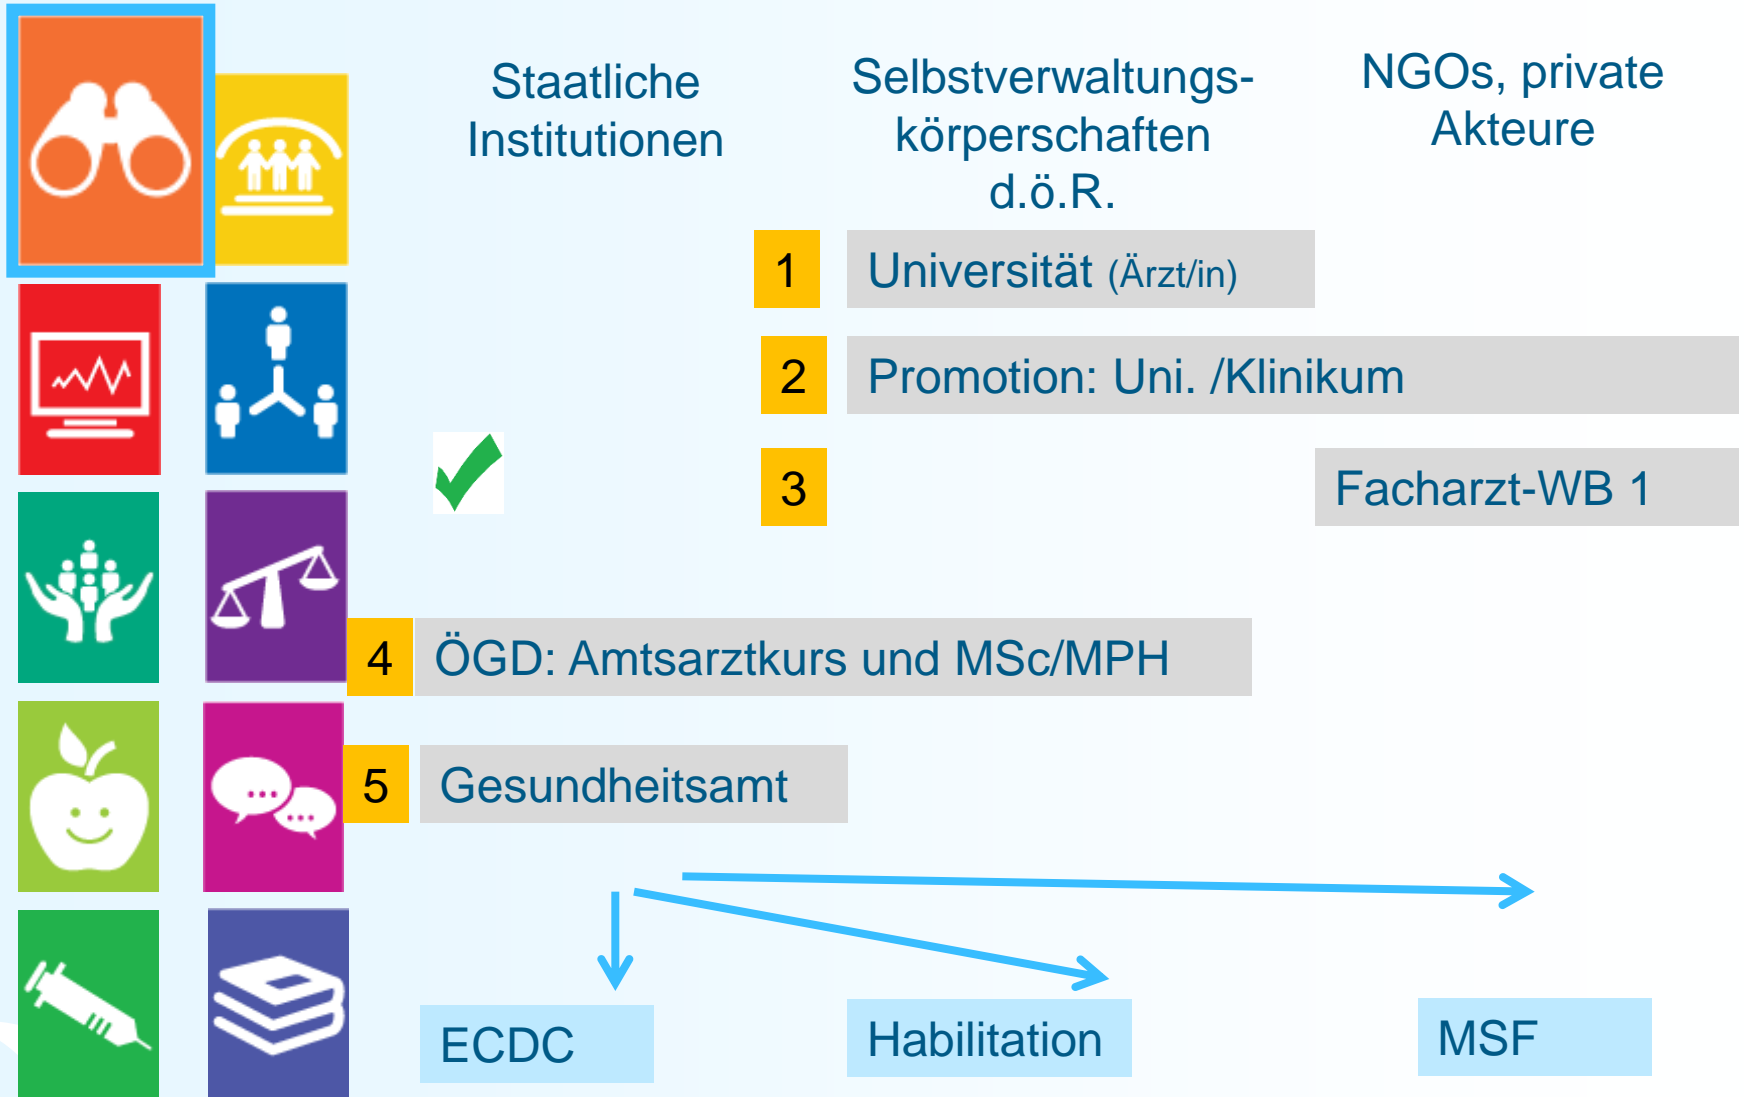 Staatliche
Institutionen
Selbstverwaltungs-
körperschaften
d.ö.R.
NGOs, private
Akteure
1
Universität (Ärzt/in)
2
Promotion: Uni. /Klinikum
3
Facharzt-WB 1
4
ÖGD: Amtsarztkurs und MSc/MPH
5
Gesundheitsamt
ECDC
Habilitation
MSF